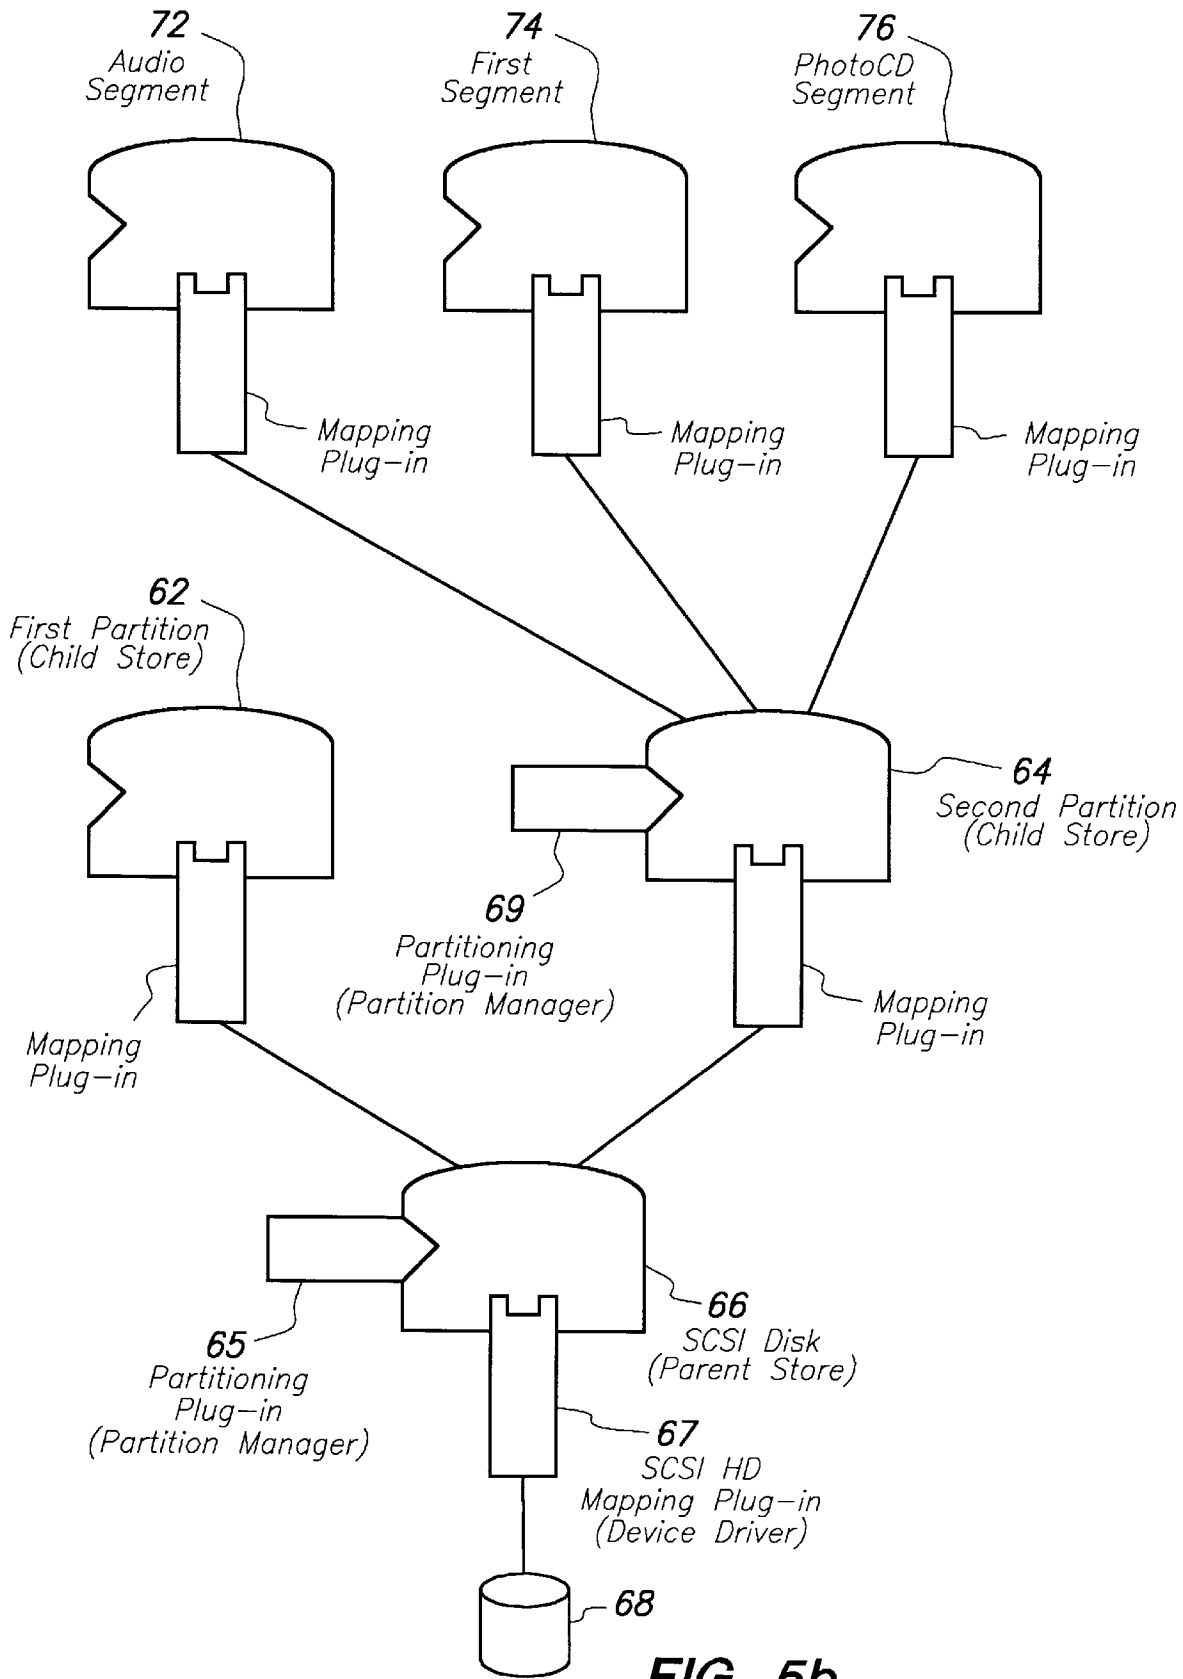 72
Audio
Segment
74
First
Segment
76
PhotoCD
Segment
Mapping
Plug-in
Mapping
Plug-in
Mapping
Plug-in
62
First Partition
(Child Store)
64
Second Partition
(Child Store)
69
Partitioning
Plug-in
(Partition Manager)
Mapping
Plug-in
Mapping
Plug-in
66
SCSI Disk
(Parent Store)
65
Partitioning
Plug-in
(Partition Manager)
67
SCSI HD
Mapping Plug-in
(Device Driver)
68
FIG. 5b